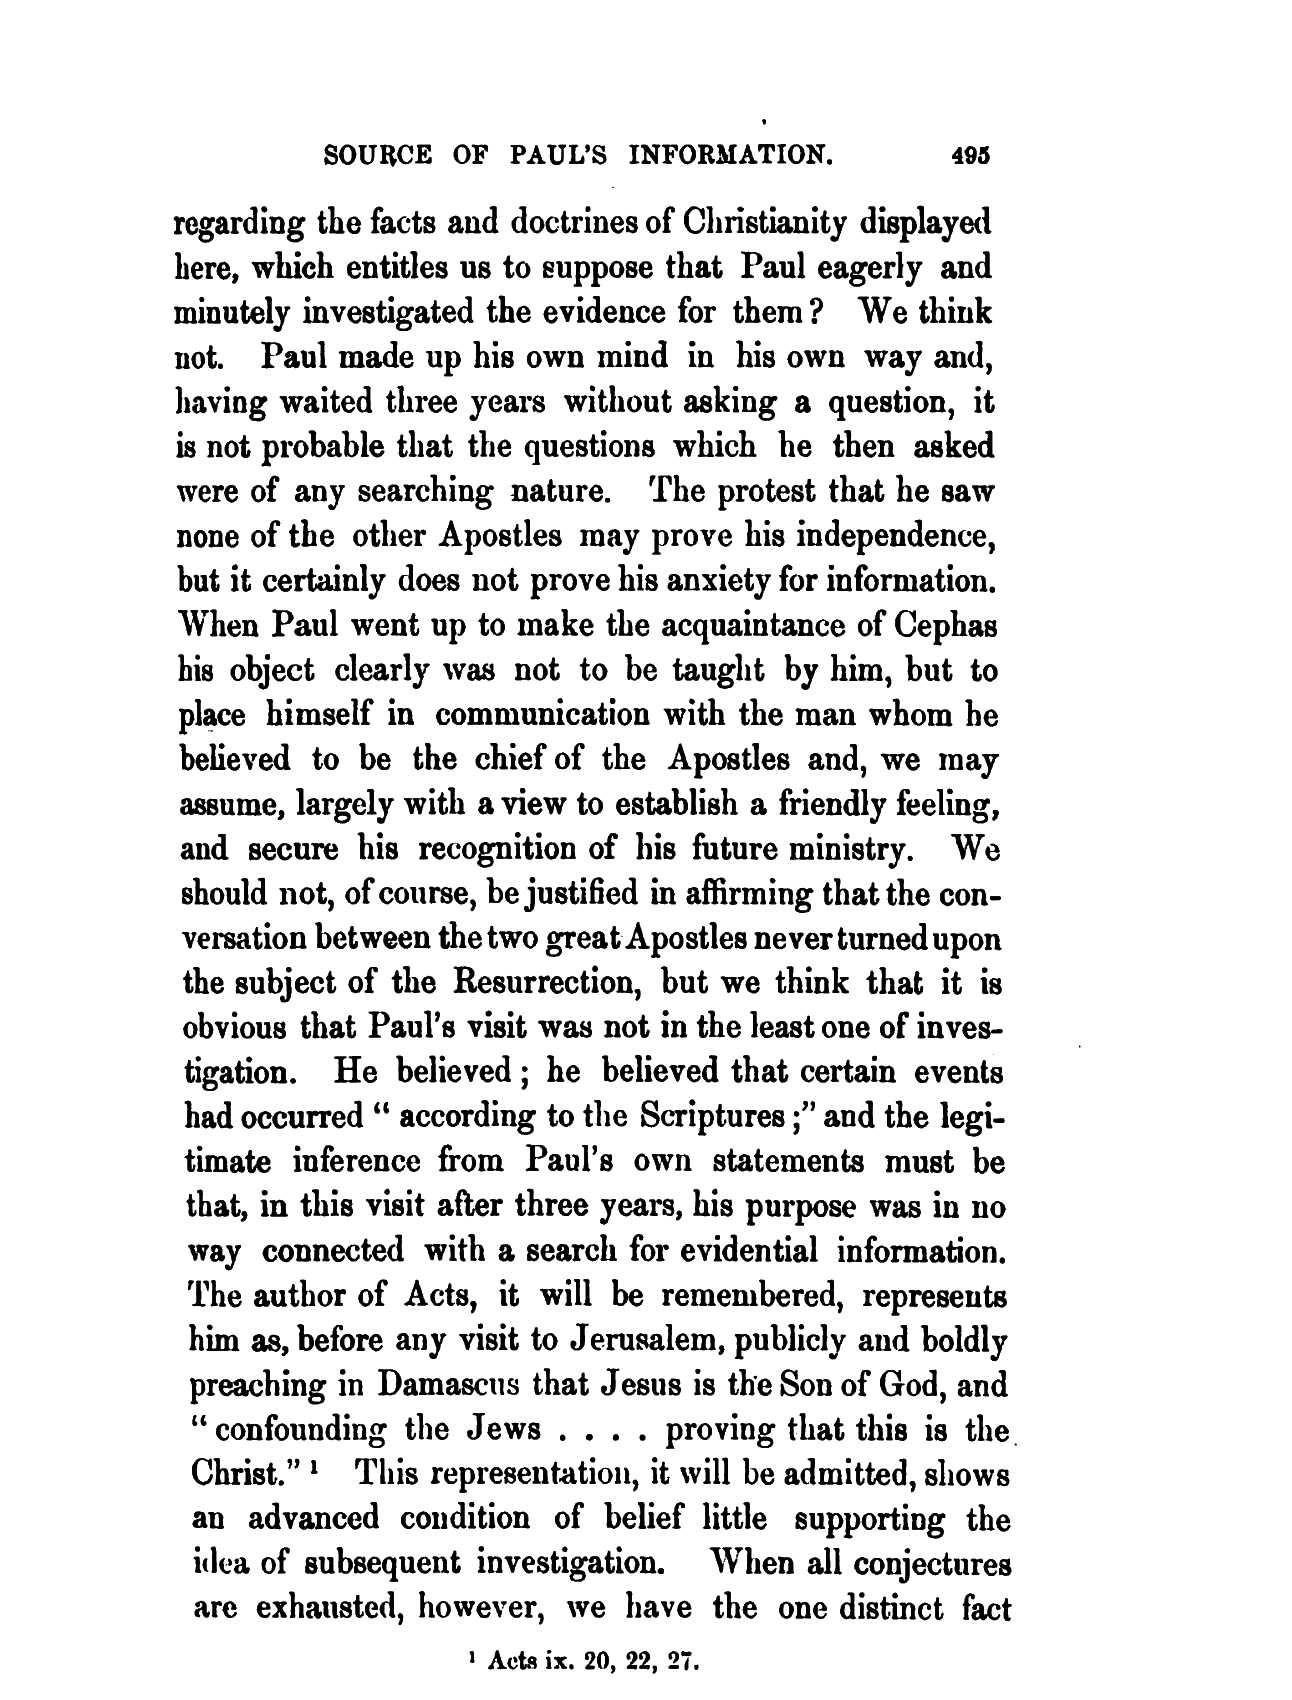 SOURCE OF PAUL'S INFORMATION. 495
regarding the facts and doctrines of Christianity displayed
here, which entitles us to suppose that Paul eagerly and
minutely investigated the evidence for them? We think
not. Paul made up his own mind in his own way and,
having waited three years without asking a question, it
is not probable that the questions which he then asked
were of any searching nature. The protest that he saw
none of the other Apostles may prove his independence,
but it certainly does not prove his anxiety for information.
When Paul went up to make the acquaintance of Cephas
his object clearly was not to be taught by him, but to
place himself in communication with the man whom he
believed to be the chief of the Apostles and, we may
assume, largely with a view to establish a friendly feeling,
and secure his recognition of his future ministry. We
should not, of course, be justified in affirming that the con-
versation between the two great Apostles never turned upon
the subject of the Resurrection, but we think that it is
obvious that Paul's visit was not in the least one of inves-
tigation. He believed; he believed that certain events
had occurred "according to the Scriptures;" and the legi-
timate inference from Paul's own statements must be
that, in this visit after three years, his purpose was in no
way connected with a search for evidential information.
The author of Acts, it will be remembered, represents
him as, before any visit to Jerusalem, publicly and boldly
preaching in Damascus that Jesus is the Son of God, and
"confounding the Jews . . . . proving that this is the
Christ." ¹ This representation, it will be admitted, shows
an advanced condition of belief little supporting the
idea of subsequent investigation. When all conjectures
are exhausted, however, we have the one distinct fact
¹ Acts ix. 20, 22, 27.